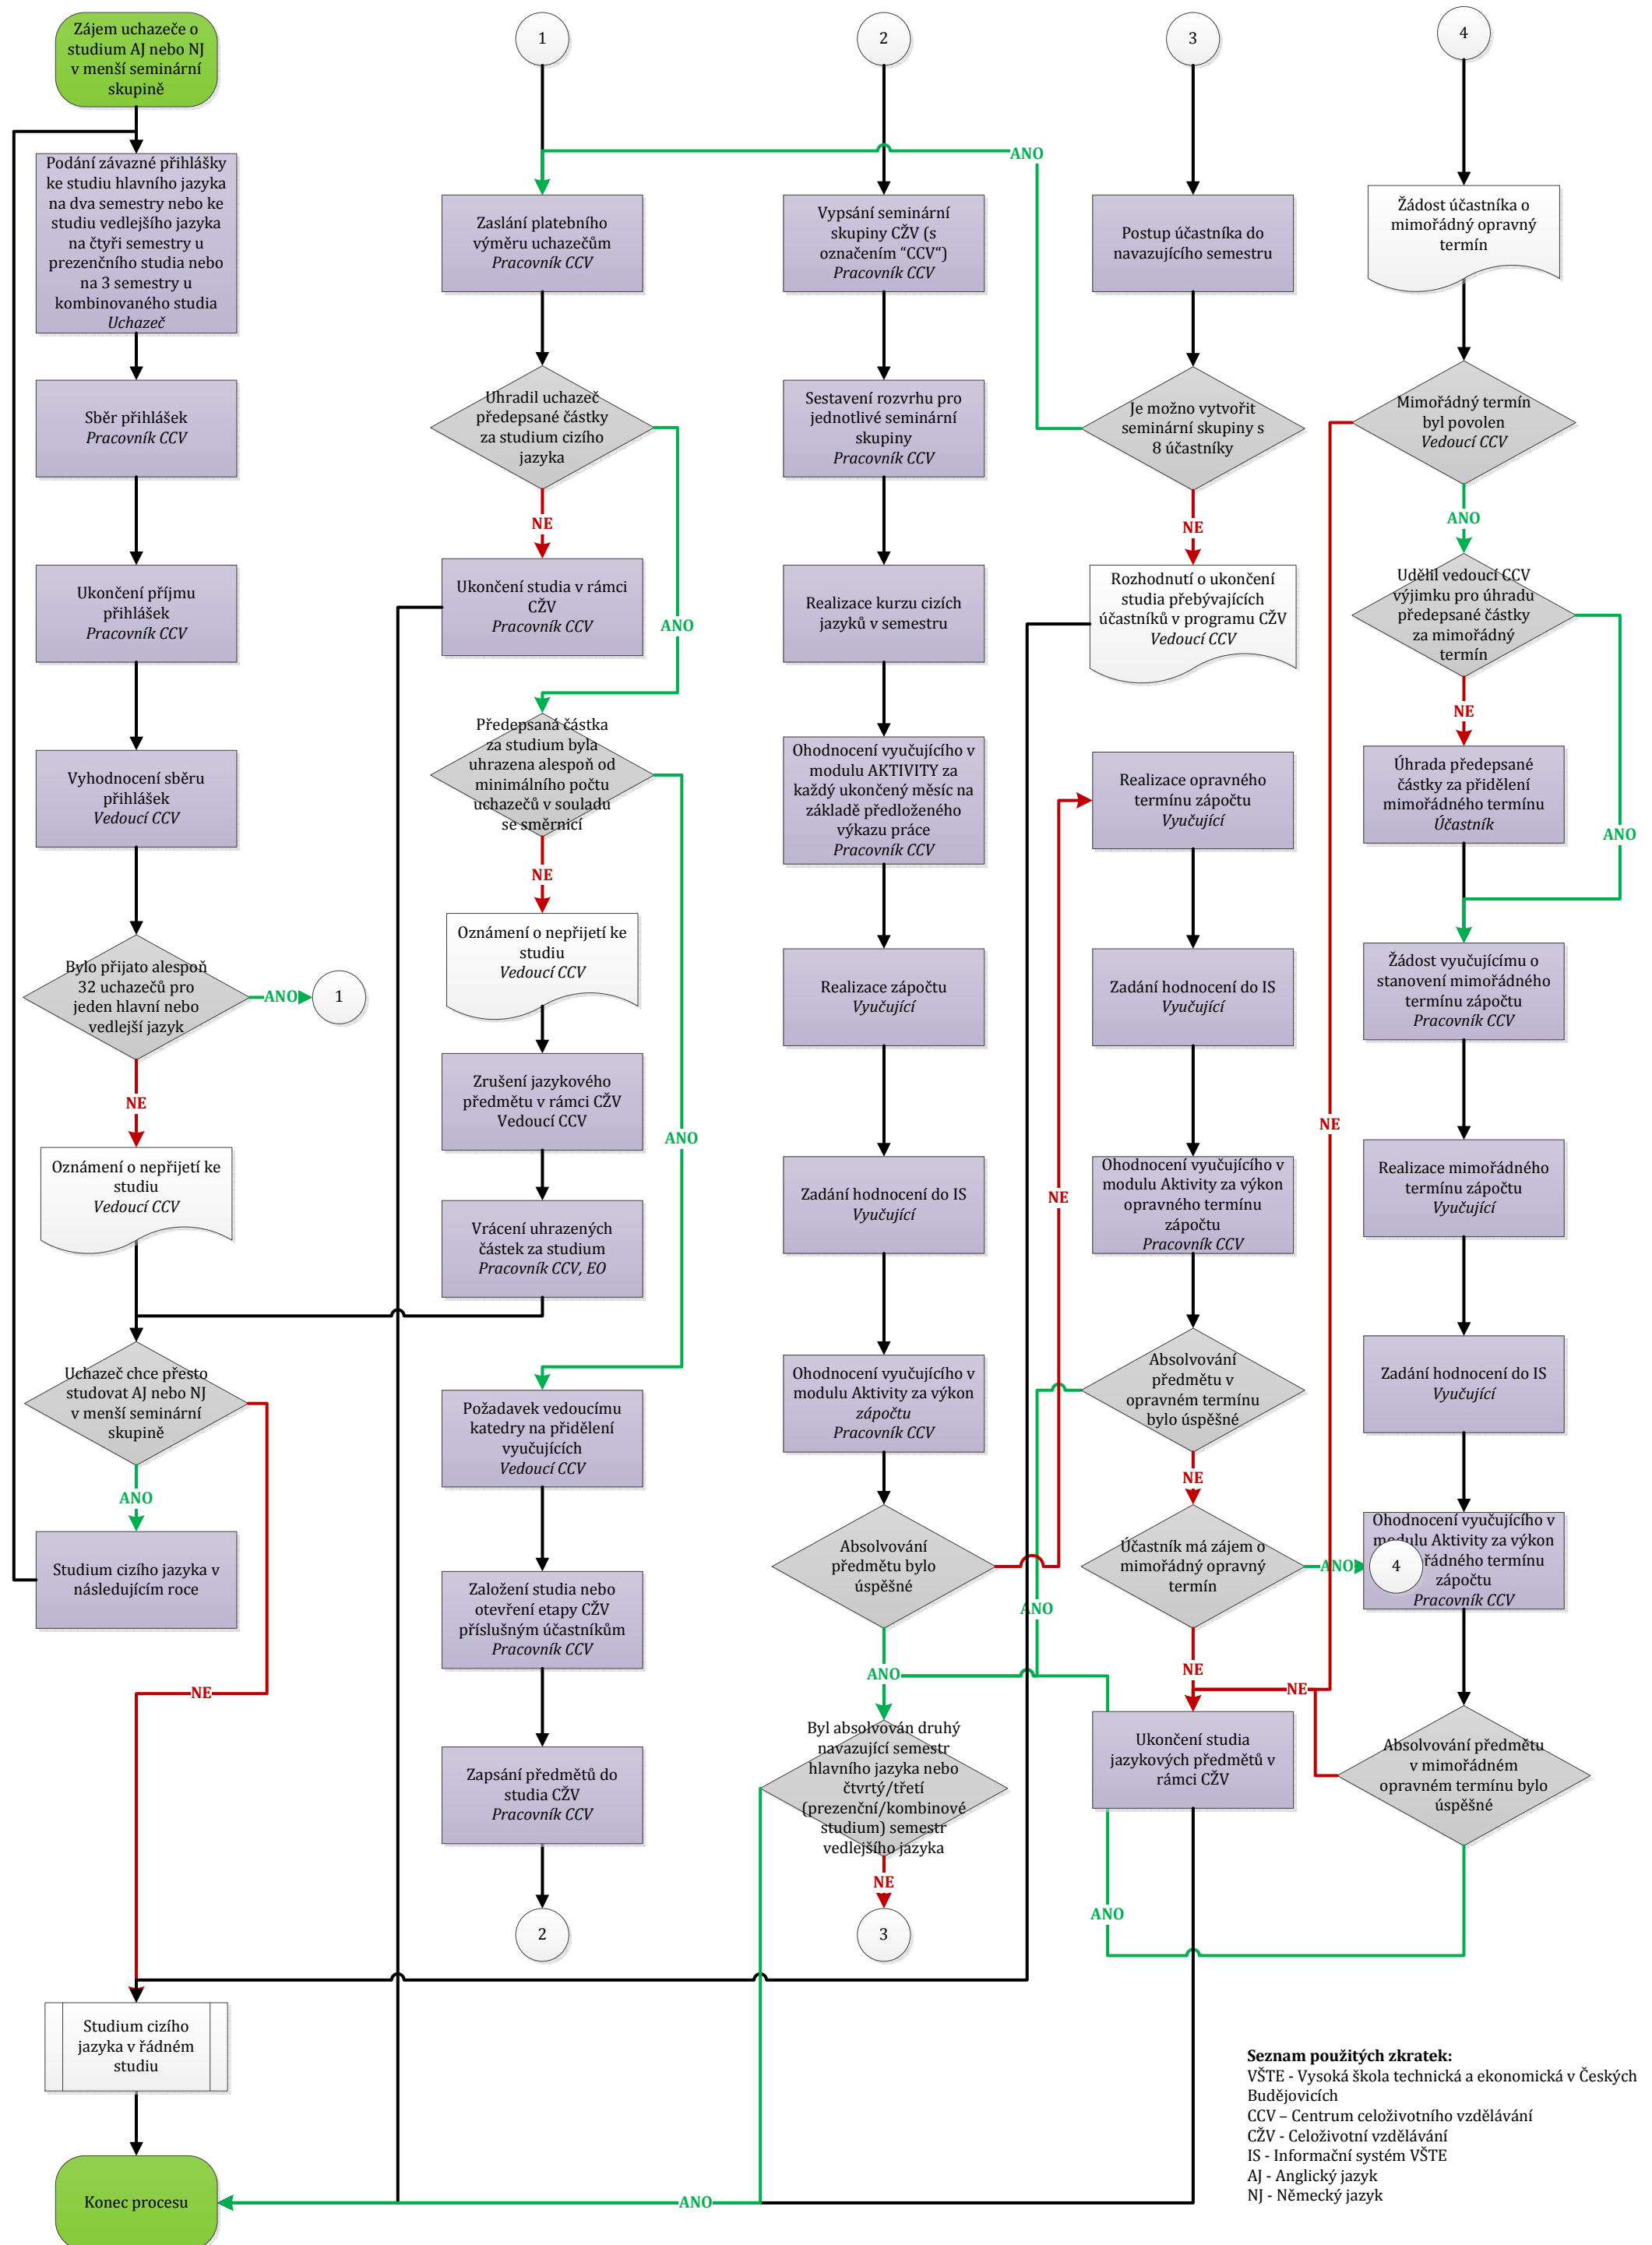 Zájem uchazeče o
studium AJ nebo NJ
v menší seminární
skupině
Podání závazné přihlášky
ke studiu hlavního jazyka
na dva semestry nebo ke
studiu vedlejšího jazyka
na čtyři semestry u
prezenčního studia nebo
na 3 semestry u
kombinovaného studia
Uchazeč
Sběr přihlášek
Pracovník CCV
Ukončení příjmu
přihlášek
Pracovník CCV
Vyhodnocení sběru
přihlášek
Vedoucí CCV
Bylo přijato alespoň
32 uchazečů pro
jeden hlavní nebo
vedlejší jazyk
ANO
1
NE
Oznámení o nepřijetí ke
studiu
Vedoucí CCV
Uchazeč chce přesto
studovat AJ nebo NJ
v menší seminární
skupině
ANO
Studium cizího jazyka v
následujícím roce
NE
Studium cizího
jazyka v řádném
studiu
Konec procesu
1
Zaslání platebního
výměru uchazečům
Pracovník CCV
Uhradil uchazeč
předepsané částky
za studium cizího
jazyka
NE
Ukončení studia v rámci
CŽV
Pracovník CCV
ANO
Předepsaná částka
za studium byla
uhrazena alespoň od
minimálního počtu
uchazečů v souladu
se směrnicí
NE
Oznámení o nepřijetí ke
studiu
Vedoucí CCV
Zrušení jazykového
předmětu v rámci CŽV
Vedoucí CCV
ANO
Vrácení uhrazených
částek za studium
Pracovník CCV, EO
Požadavek vedoucímu
katedry na přidělení
vyučujících
Vedoucí CCV
Založení studia nebo
otevření etapy CŽV
příslušným účastníkům
Pracovník CCV
Zapsání předmětů do
studia CŽV
Pracovník CCV
2
2
Vypsání seminární
skupiny CŽV (s
označením “CCV“)
Pracovník CCV
Sestavení rozvrhu pro
jednotlivé seminární
skupiny
Pracovník CCV
Realizace kurzu cizích
jazyků v semestru
Ohodnocení vyučujícího v
modulu AKTIVITY za
každý ukončený měsíc na
základě předloženého
výkazu práce
Pracovník CCV
Realizace zápočtu
Vyučující
Zadání hodnocení do IS
Vyučující
Ohodnocení vyučujícího v
modulu Aktivity za výkon
zápočtu
Pracovník CCV
Absolvování
předmětu bylo
úspěšné
NE
ANO
Byl absolvován druhý
navazující semestr
hlavního jazyka nebo
čtvrtý/třetí
(prezenční/kombinové
studium) semestr
vedlejšího jazyka
NE
3
ANO
3
ANO
Postup účastníka do
navazujícího semestru
Je možno vytvořit
seminární skupiny s
8 účastníky
NE
Rozhodnutí o ukončení
studia přebývajících
účastníků v programu CŽV
Vedoucí CCV
Realizace opravného
termínu zápočtu
Vyučující
Zadání hodnocení do IS
Vyučující
Ohodnocení vyučujícího v
modulu Aktivity za výkon
opravného termínu
zápočtu
Pracovník CCV
Absolvování
předmětu v
opravném termínu
bylo úspěšné
NE
ANO
Účastník má zájem o
mimořádný opravný
termín
ANO
4
NE
NE
Ukončení studia
jazykových předmětů v
rámci CŽV
ANO
4
Žádost účastníka o
mimořádný opravný
termín
Mimořádný termín
byl povolen
Vedoucí CCV
NE
ANO
Udělil vedoucí CCV
výjimku pro úhradu
předepsané částky
za mimořádný
termín
NE
ANO
Úhrada předepsané
částky za přidělení
mimořádného termínu
Účastník
Žádost vyučujícímu o
stanovení mimořádného
termínu zápočtu
Pracovník CCV
Realizace mimořádného
termínu zápočtu
Vyučující
Zadání hodnocení do IS
Vyučující
Ohodnocení vyučujícího v
modulu Aktivity za výkon
řádného termínu
zápočtu
Pracovník CCV
Absolvování předmětu
v mimořádném
opravném termínu bylo
úspěšné
Seznam použitých zkratek:
VŠTE - Vysoká škola technická a ekonomická v Českých
Budějovicích
CCV – Centrum celoživotního vzdělávání
CŽV - Celoživotní vzdělávání
IS - Informační systém VŠTE
AJ - Anglický jazyk
NJ - Německý jazyk